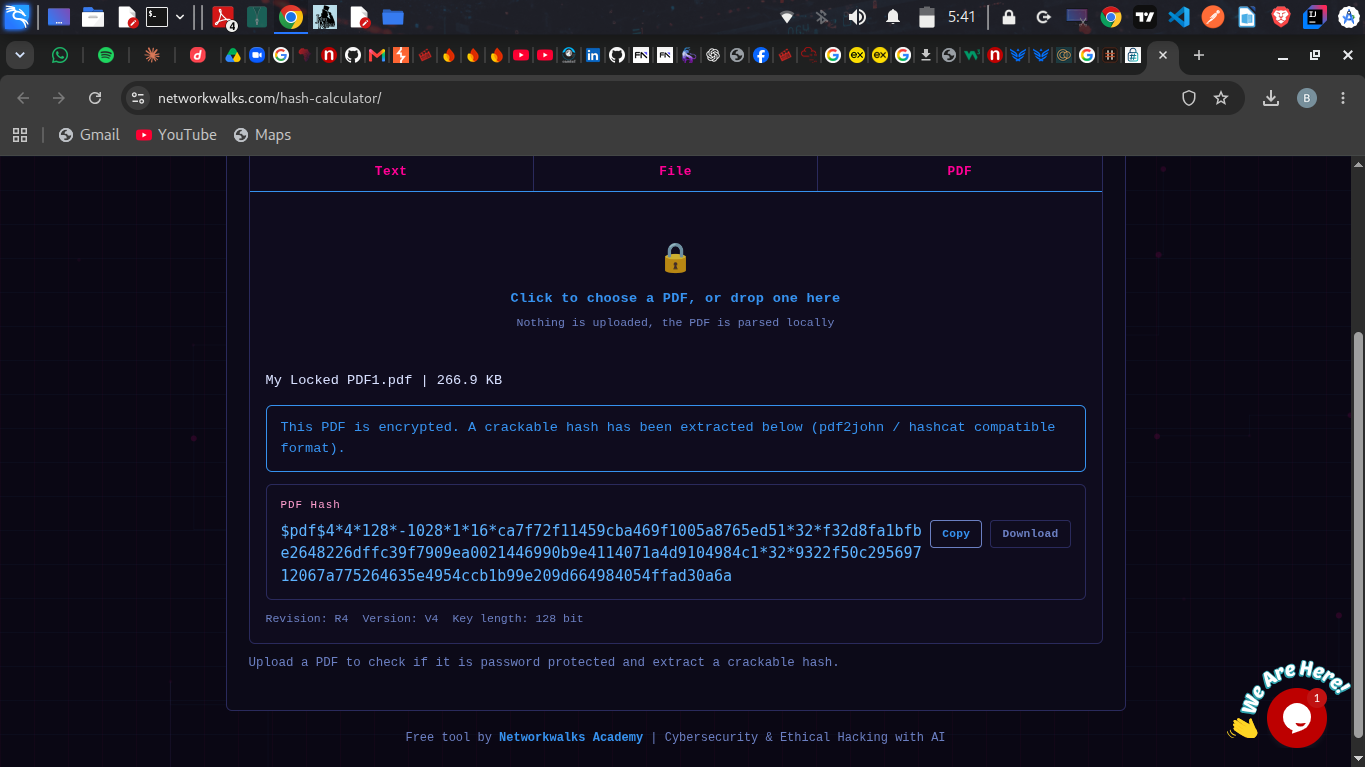 4
5:41
networkwalks.com/hash-calculator/
B
Gmail
YouTube
Maps
Text
File
PDF
Click to choose a PDF, or drop one here
Nothing is uploaded, the PDF is parsed locally
My Locked PDF1.pdf | 266.9 KB
This PDF is encrypted. A crackable hash has been extracted below (pdf2john / hashcat compatible
format).
PDF Hash
$pdf$4*4*128*-1028*1*16*ca7f72f11459cba469f1005a8765ed51*32*f32d8fa1bfb
e2648226dffc39f7909ea0021446990b9e4114071a4d9104984c1*32*9322f50c295697
12067a775264635e4954ccb1b99e209d664984054ffad30a6a
Copy
Download
Revision: R4 Version: V4 Key length: 128 bit
Upload a PDF to check if it is password protected and extract a crackable hash.
We Are Here!
1
Free tool by Networkwalks Academy | Cybersecurity & Ethical Hacking with AI